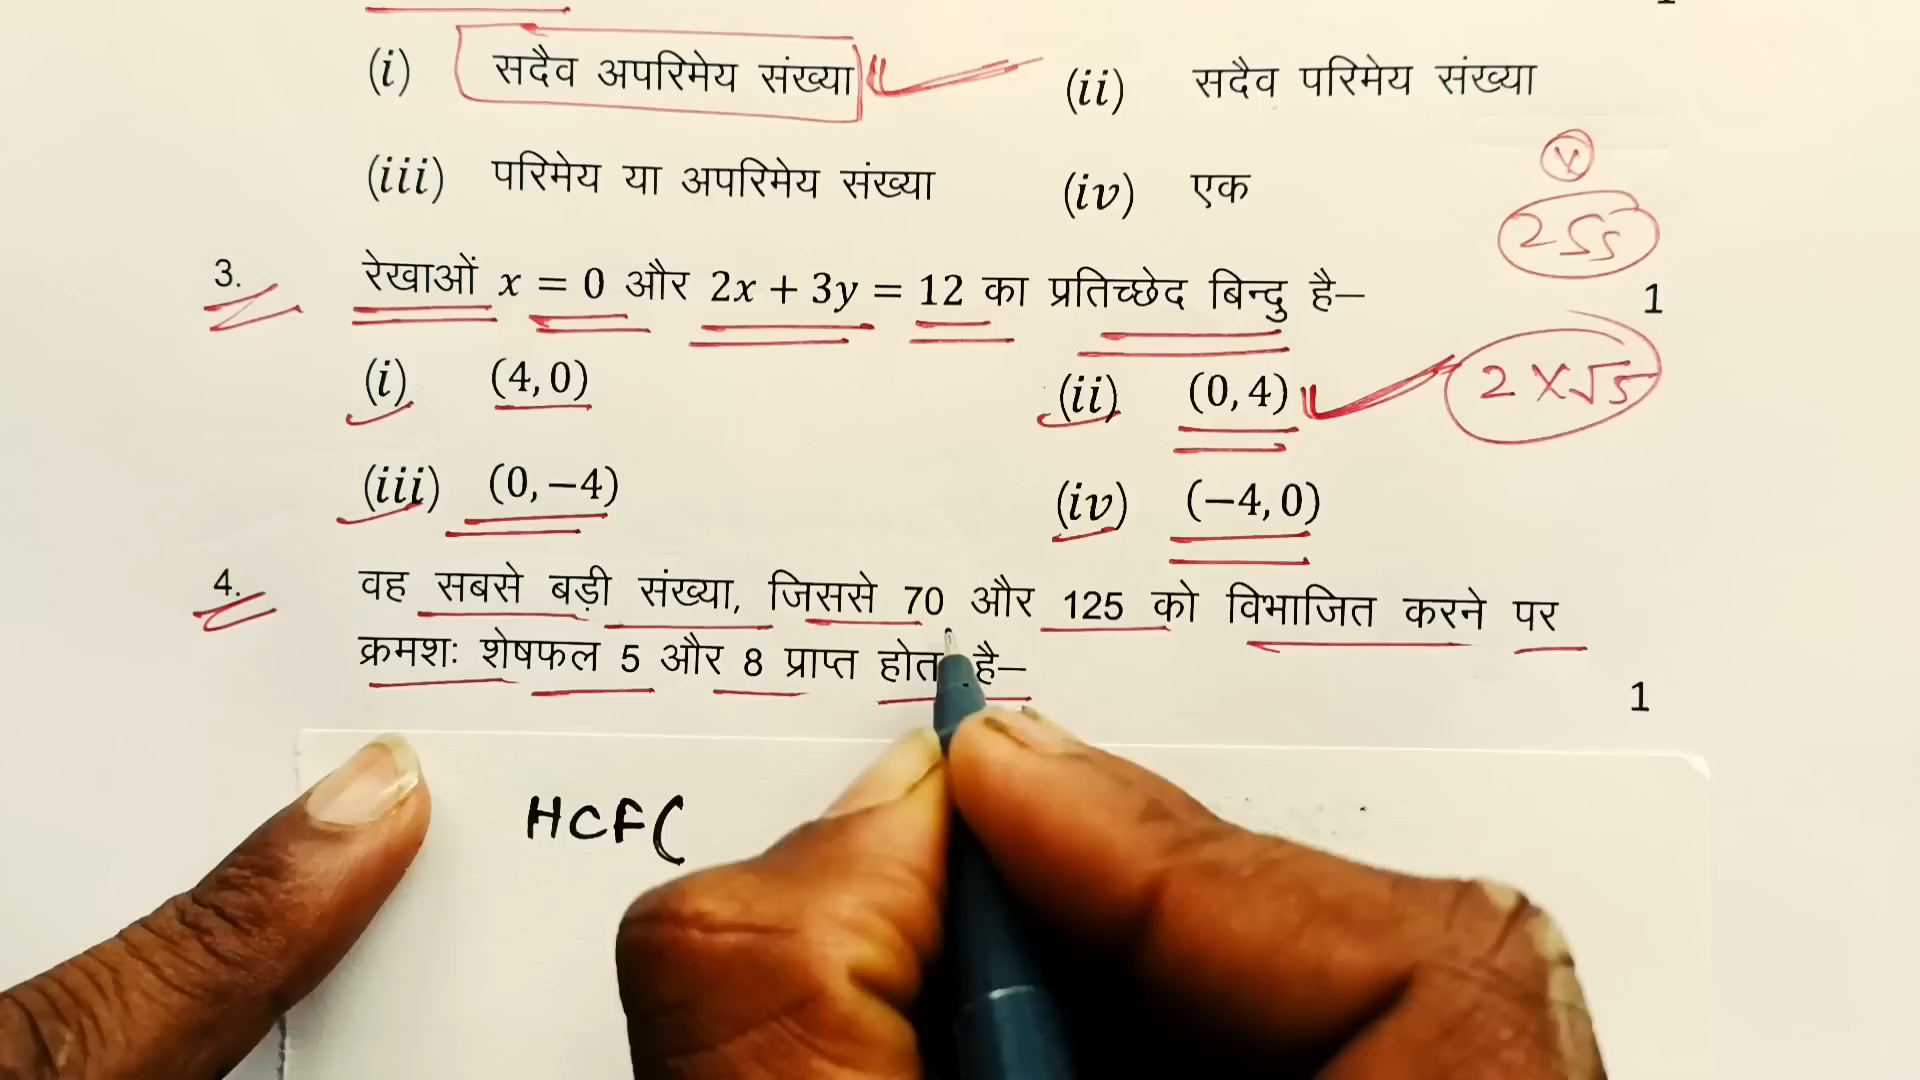 (i) सदैव अपरिमेय संख्या (ii) सदैव परिमेय संख्या
(iii) परिमेय या अपरिमेय संख्या (iv) एक
2√5
3. रेखाओं x = 0 और 2x + 3y = 12 का प्रतिच्छेद बिन्दु है– 1
(i) (4, 0) (ii) (0, 4) 2×√5
(iii) (0, −4) (iv) (−4, 0)
4. वह सबसे बड़ी संख्या, जिससे 70 और 125 को विभाजित करने पर
क्रमशः शेषफल 5 और 8 प्राप्त होत है–
1
HCF(